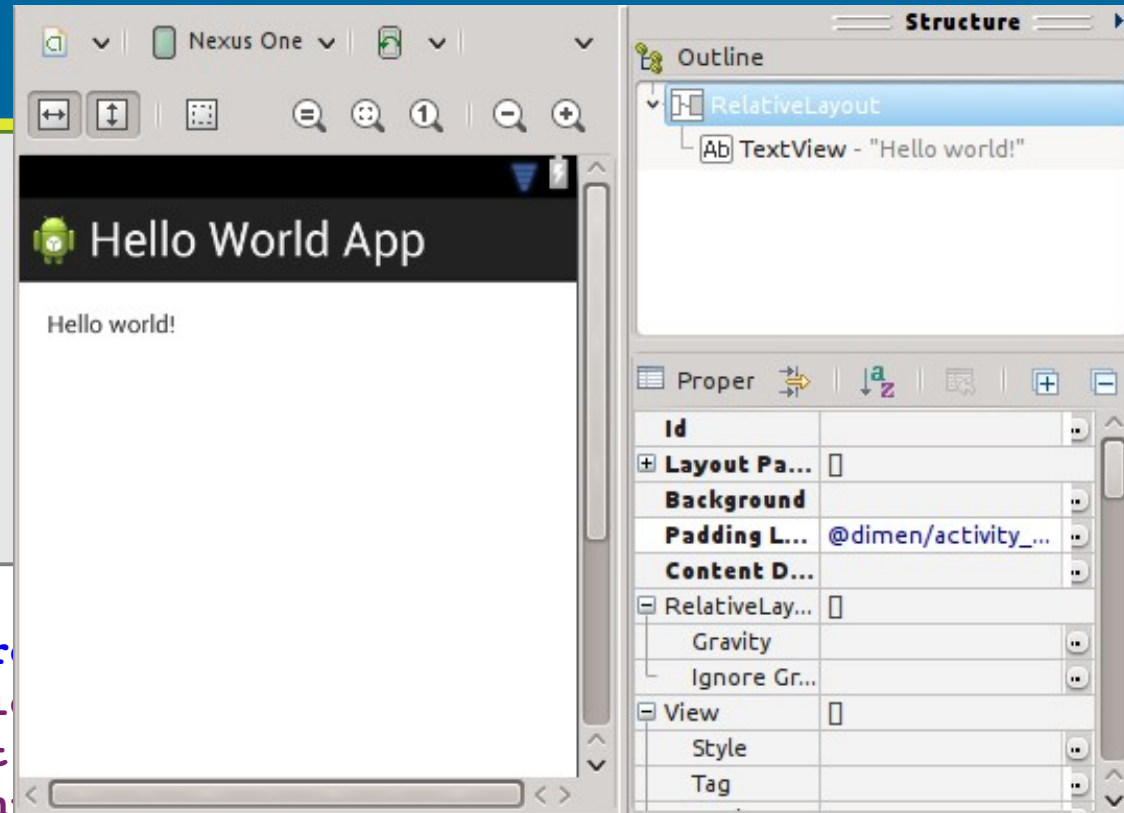 Nexus One
Hello World App
Hello world!
Structure
Outline
RelativeLayout
Ab TextView - "Hello world!"
Proper
Id
Layout Pa... []
Background
Padding L... @dimen/activity_...
Content D...
RelativeLay... []
Gravity
Ignore Gr...
View []
Style
Tag